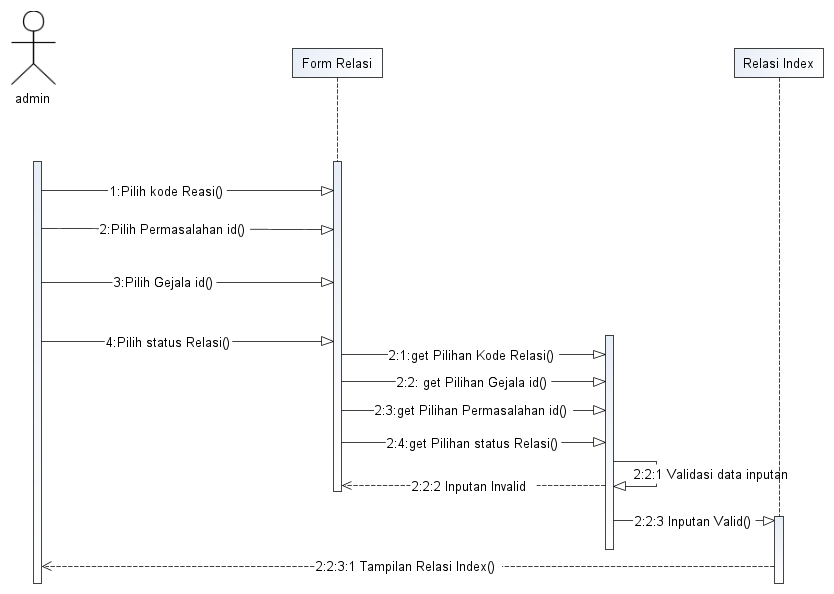 admin
Form Relasi
Relasi Index
1:Pilih kode Reasi()
2:Pilih Permasalahan id()
3:Pilih Gejala id()
4:Pilih status Relasi()
2:1:get Pilihan Kode Relasi()
2:2: get Pilihan Gejala id()
2:3:get Pilihan Permasalahan id()
2:4:get Pilihan status Relasi()
2:2:1 Validasi data inputan
2:2:2 Inputan Invalid
2:2:3 Inputan Valid()
2:2:3:1 Tampilan Relasi Index()